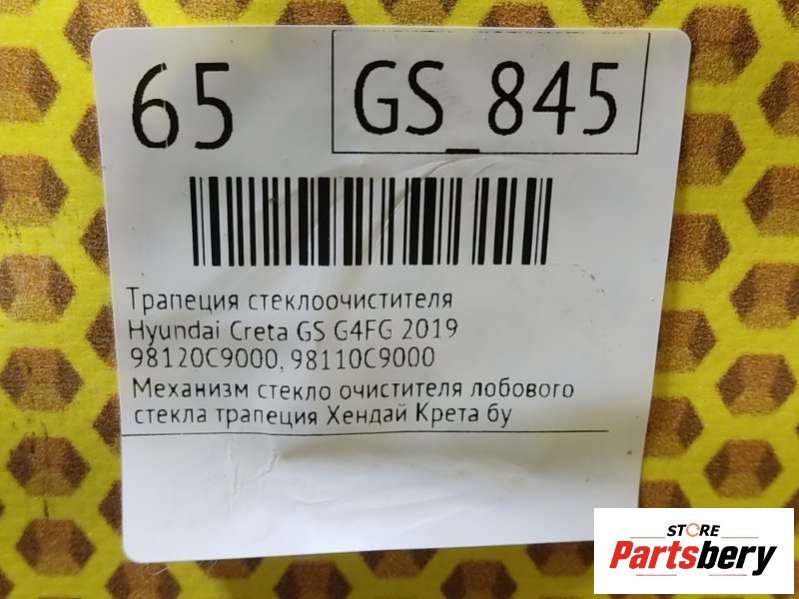 65
GS_845
Трапеция стеклоочистителя
Hyundai Creta GS G4FG 2019
98120C9000, 98110C9000
Механизм стекло очистителя лобового
стекла трапеция Хендай Крета бу
STORE
Partsbery